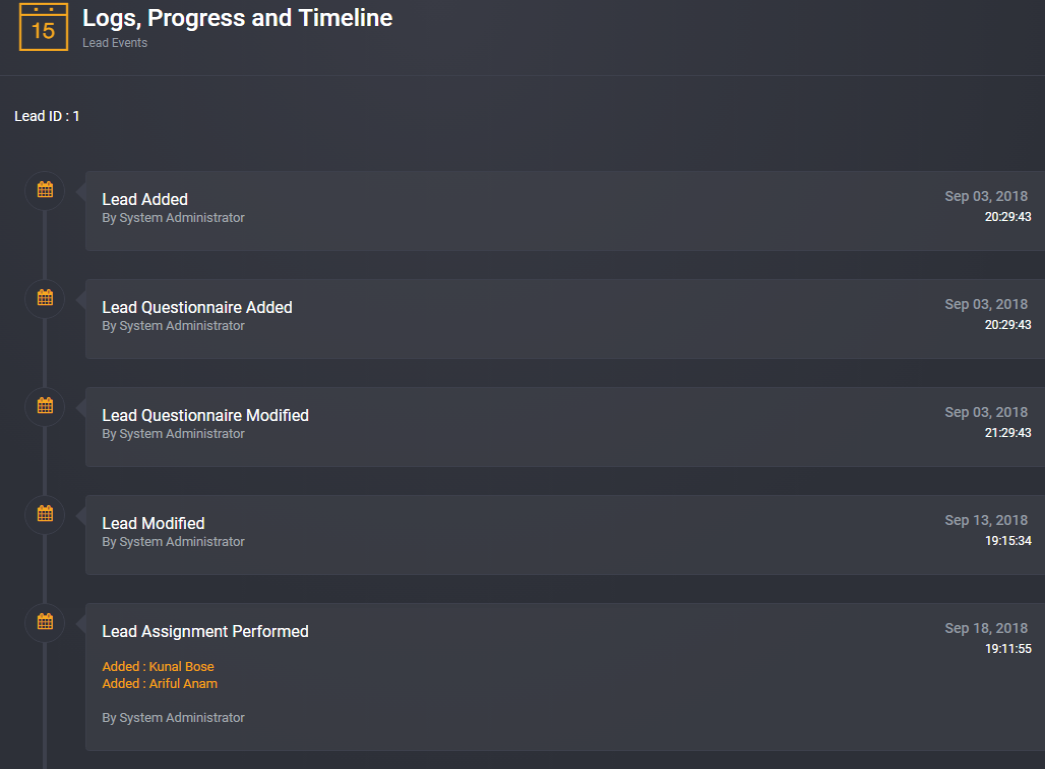 15
Logs, Progress and Timeline
Lead Events
Lead ID : 1
Lead Added
Sep 03, 2018
By System Administrator
20:29:43
Lead Questionnaire Added
Sep 03, 2018
By System Administrator
20:29:43
Lead Questionnaire Modified
Sep 03, 2018
By System Administrator
21:29:43
Lead Modified
Sep 13, 2018
By System Administrator
19:15:34
Lead Assignment Performed
Sep 18, 2018
19:11:55
Added : Kunal Bose
Added : Ariful Anam
By System Administrator